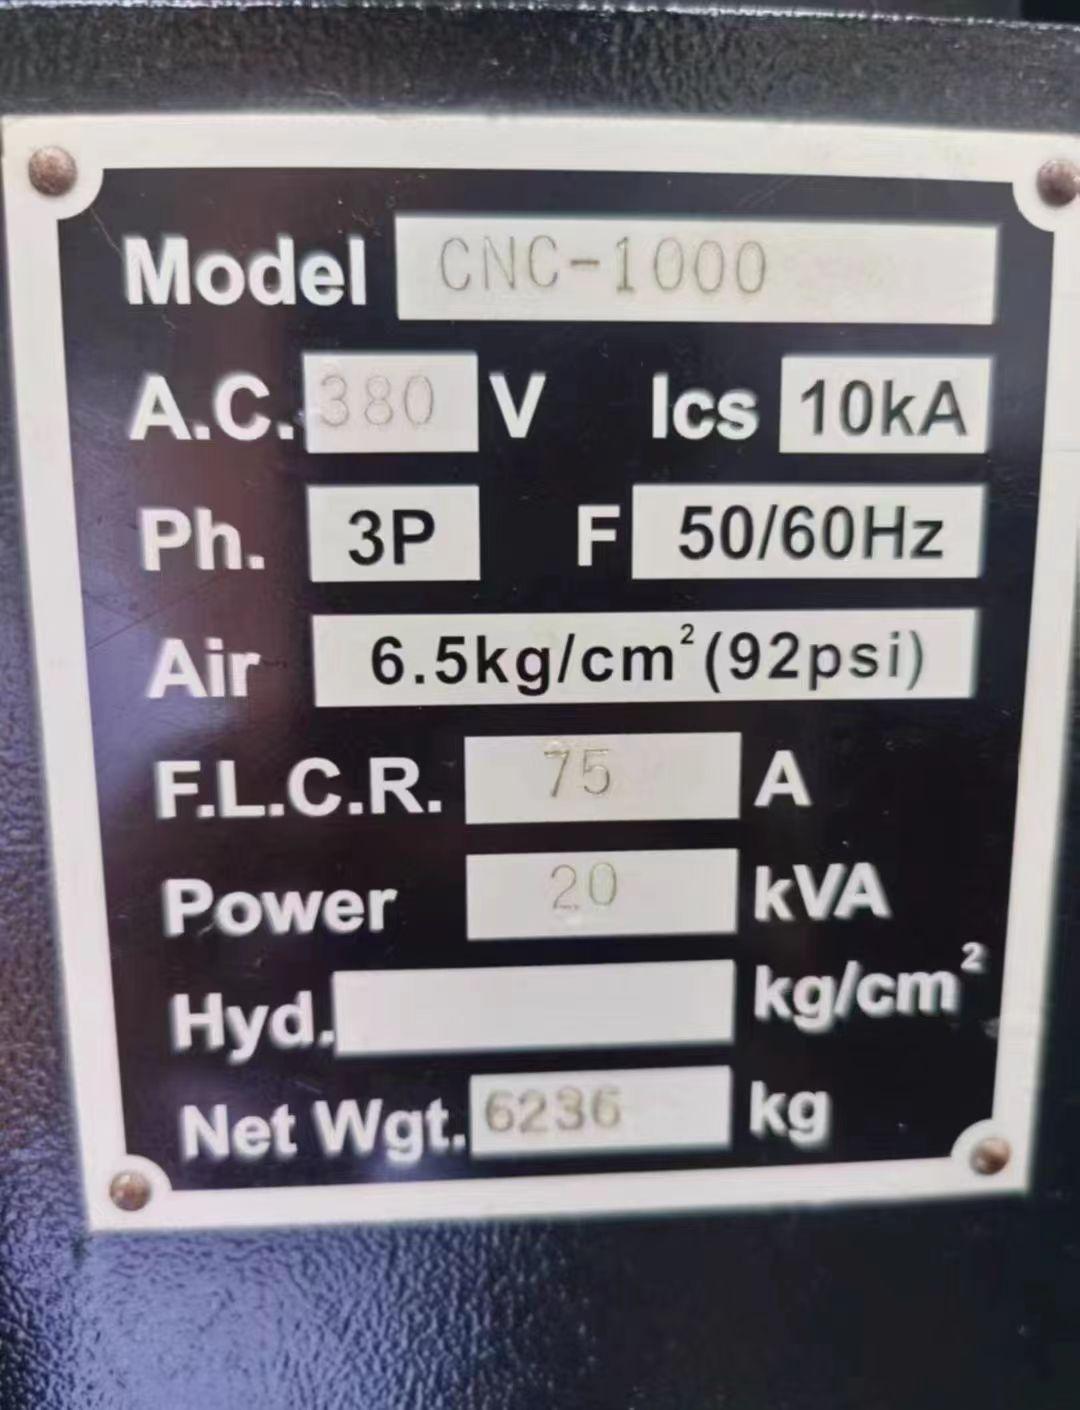 Model CNC-1000
A.C. 380 V Ics 10kA
Ph. 3P F 50/60Hz
Air 6.5kg/cm²(92psi)
F.L.C.R. 75 A
Power 20 kVA
Hyd. kg/cm²
Net Wgt. 6236 kg